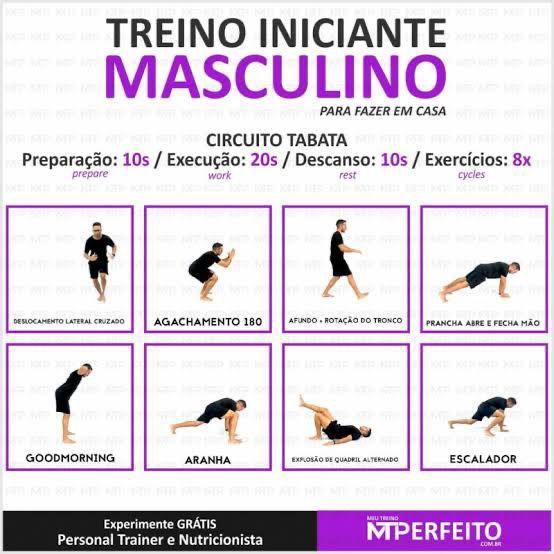 TREINO INICIANTE
MASCULINO
PARA FAZER EM CASA
CIRCUITO TABATA
Preparação: 10s / Execução: 20s / Descanso: 10s / Exercícios: 8x
prepare work rest cycles
DESLOCAMENTO LATERAL CRUZADO
AGACHAMENTO 180
AFUNDO + ROTAÇÃO DO TRONCO
PRANCHA ABRE E FECHA MÃO
GOODMORNING
ARANHA
EXPLOSÃO DE QUADRIL ALTERNADO
ESCALADOR
Experimente GRÁTIS
Personal Trainer e Nutricionista
MEU TREINO
MTPERFEITO
.COM.BR